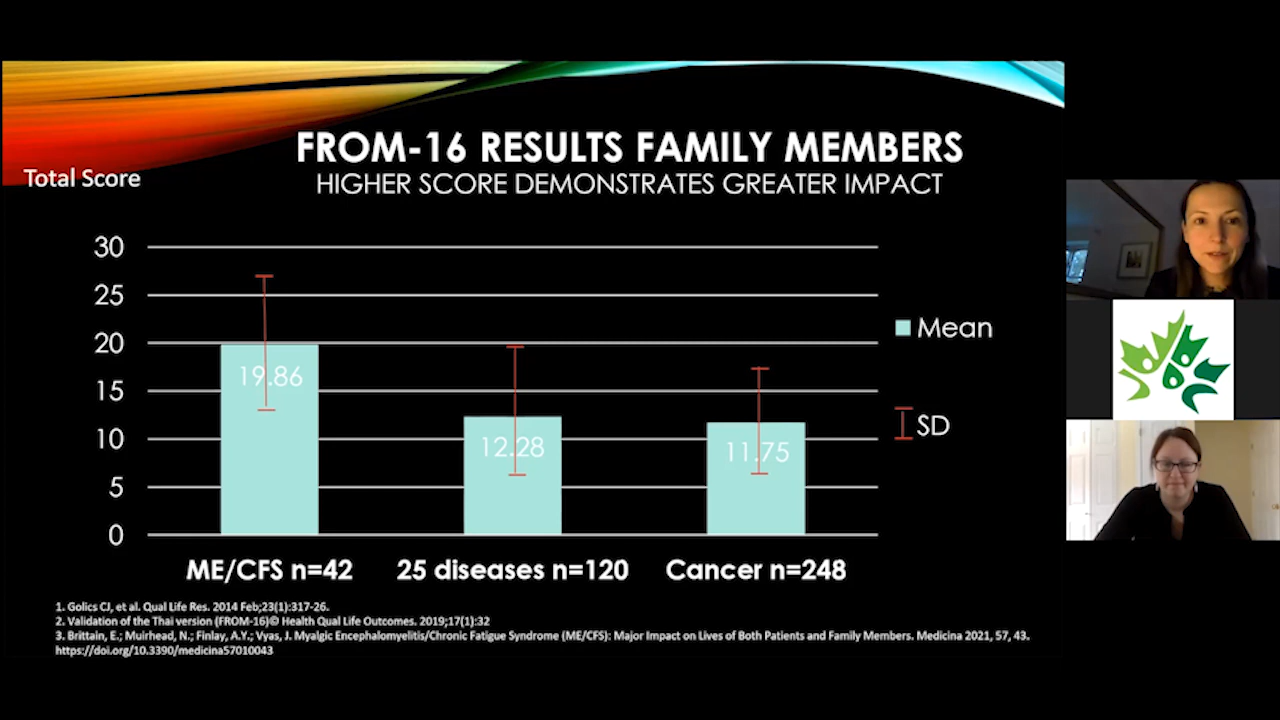 FROM-16 RESULTS FAMILY MEMBERS
Total Score
HIGHER SCORE DEMONSTRATES GREATER IMPACT
30
25
20
15
10
5
0
19.86
12.28
11.75
Mean
SD
ME/CFS n=42
25 diseases n=120
Cancer n=248
1. Golics CJ, et al. Qual Life Res. 2014 Feb;23(1):317-26.
2. Validation of the Thai version (FROM-16)© Health Qual Life Outcomes. 2019;17(1):32
3. Brittain, E.; Muirhead, N.; Finlay, A.Y.; Vyas, J. Myalgic Encephalomyelitis/Chronic Fatigue Syndrome (ME/CFS): Major Impact on Lives of Both Patients and Family Members. Medicina 2021, 57, 43.
https://doi.org/10.3390/medicina57010043